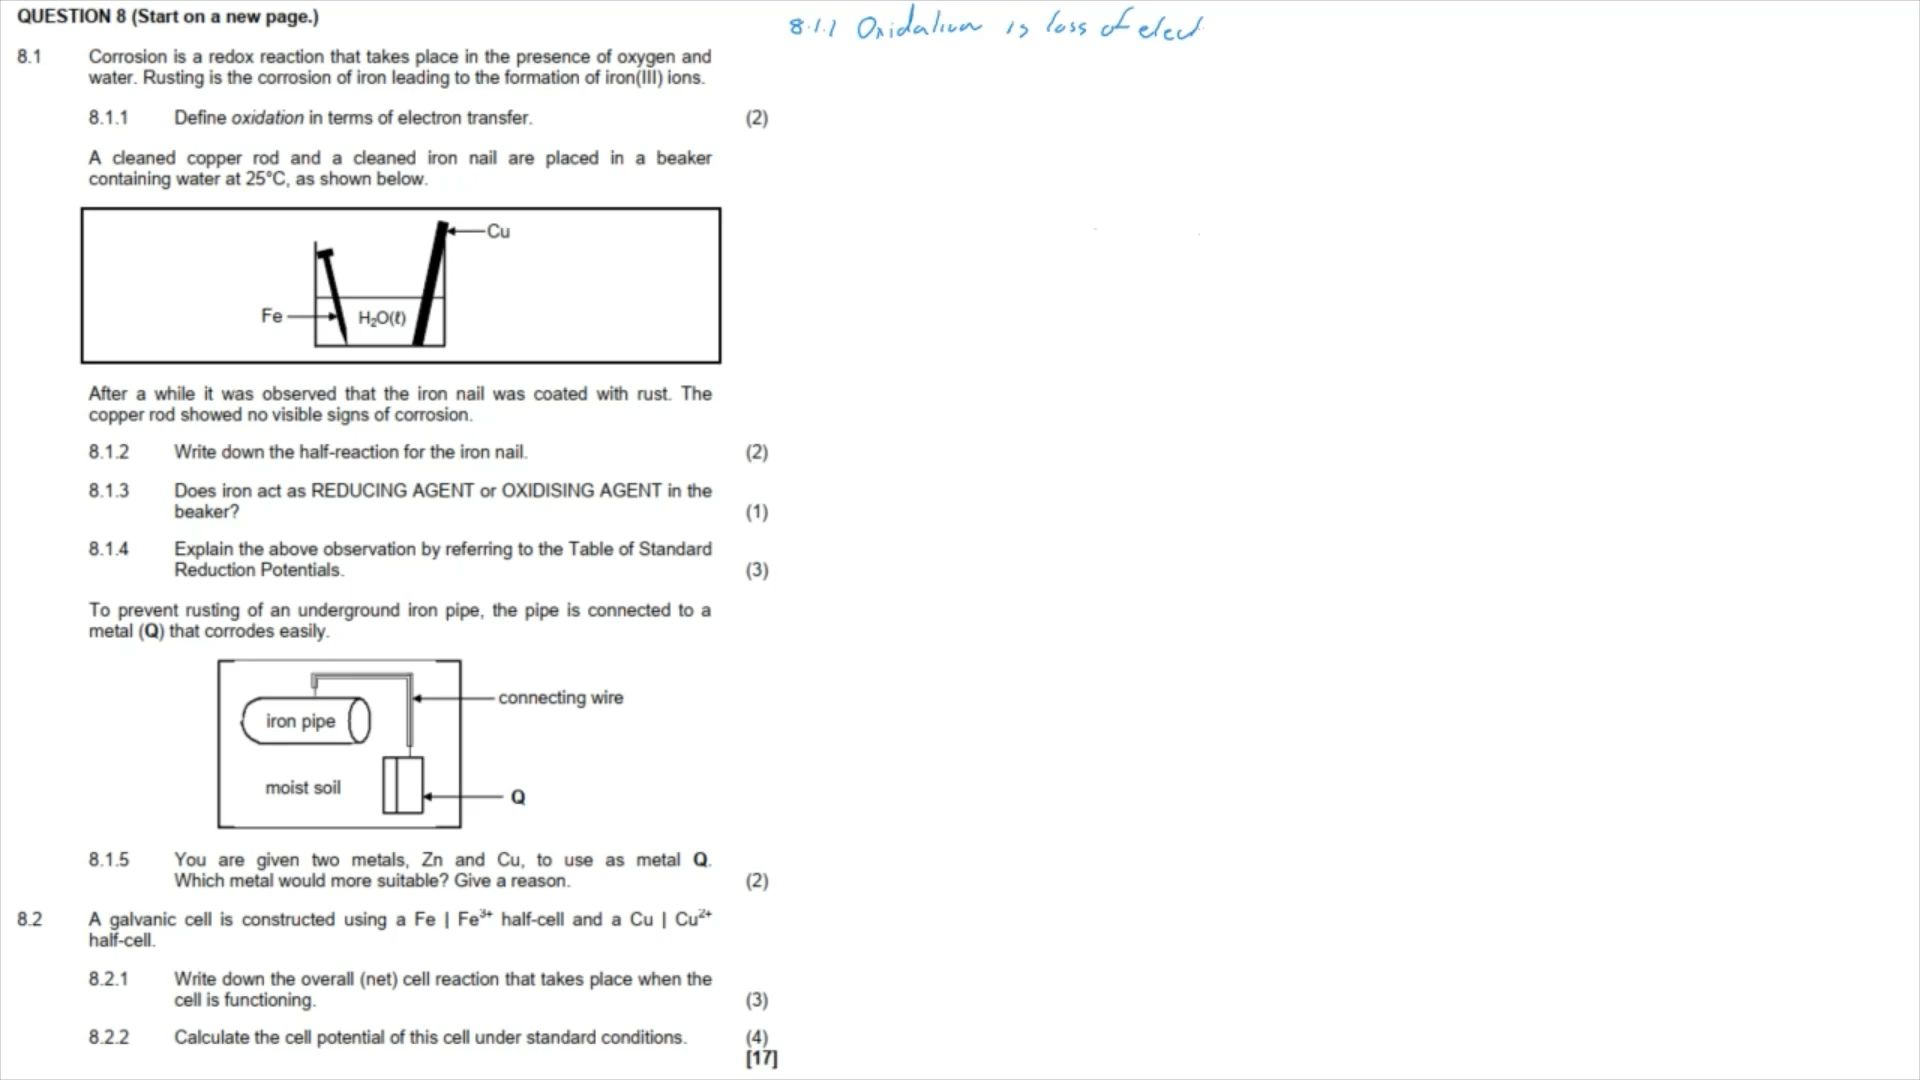 QUESTION 8 (Start on a new page.)
8.1.1 Oxidation is loss of elect
8.1 Corrosion is a redox reaction that takes place in the presence of oxygen and
water. Rusting is the corrosion of iron leading to the formation of iron(III) ions.
8.1.1 Define oxidation in terms of electron transfer. (2)
A cleaned copper rod and a cleaned iron nail are placed in a beaker
containing water at 25°C, as shown below.
Cu
Fe
H₂O(ℓ)
After a while it was observed that the iron nail was coated with rust. The
copper rod showed no visible signs of corrosion.
8.1.2 Write down the half-reaction for the iron nail. (2)
8.1.3 Does iron act as REDUCING AGENT or OXIDISING AGENT in the
beaker? (1)
8.1.4 Explain the above observation by referring to the Table of Standard
Reduction Potentials. (3)
To prevent rusting of an underground iron pipe, the pipe is connected to a
metal (Q) that corrodes easily.
connecting wire
iron pipe
moist soil
Q
8.1.5 You are given two metals, Zn and Cu, to use as metal Q.
Which metal would more suitable? Give a reason. (2)
8.2 A galvanic cell is constructed using a Fe | Fe³⁺ half-cell and a Cu | Cu²⁺
half-cell.
8.2.1 Write down the overall (net) cell reaction that takes place when the
cell is functioning. (3)
8.2.2 Calculate the cell potential of this cell under standard conditions. (4)
[17]